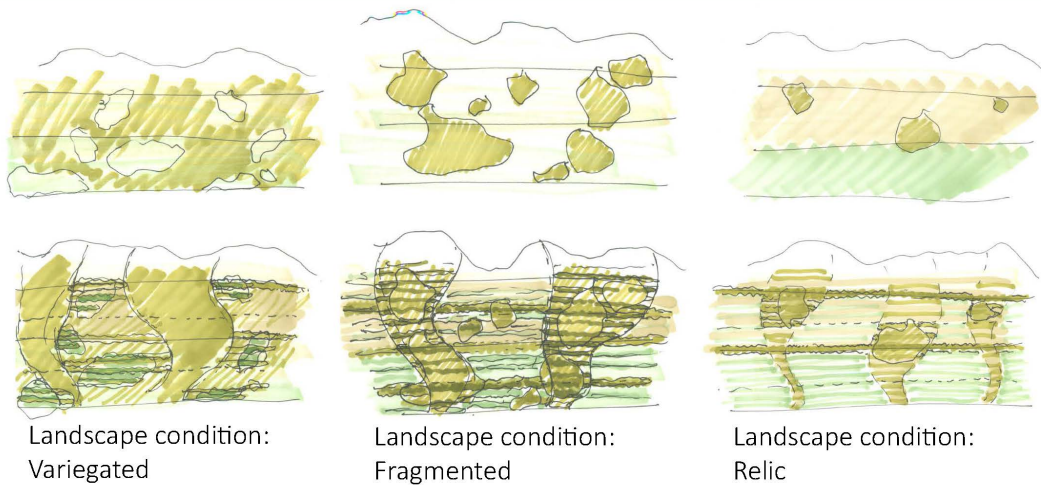 Landscape condition:
Variegated
Landscape condition:
Fragmented
Landscape condition:
Relic